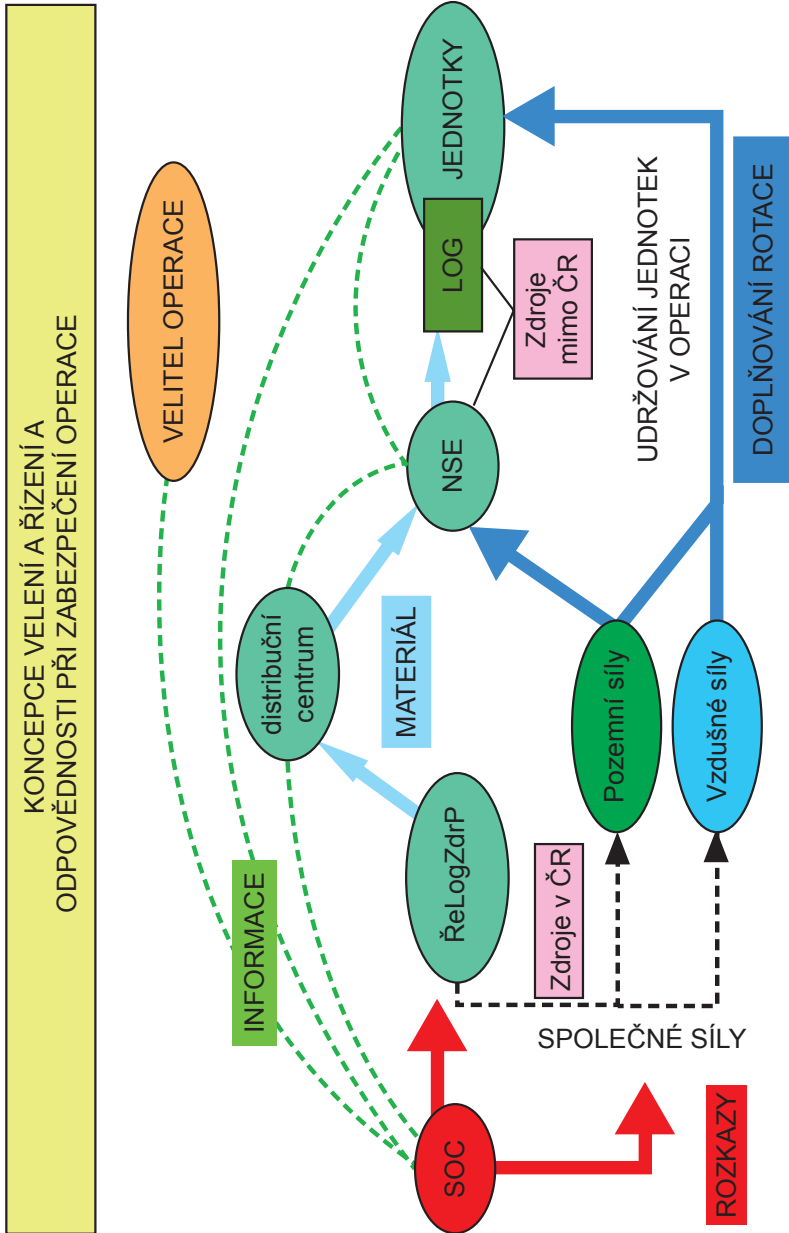 KONCEPCE VELENÍ A ŘÍZENÍ A
ODPOVĚDNOSTI PŘI ZABEZPEČENÍ OPERACE
VELITEL OPERACE
INFORMACE
distribuční
centrum
MATERIÁL
SOC
ŘeLogZdrP
NSE
LOG
JEDNOTKY
Zdroje v ČR
Zdroje
mimo ČR
SPOLEČNÉ SÍLY
Pozemní síly
UDRŽOVÁNÍ JEDNOTEK
V OPERACI
Vzdušné síly
ROZKAZY
DOPLŇOVÁNÍ ROTACE